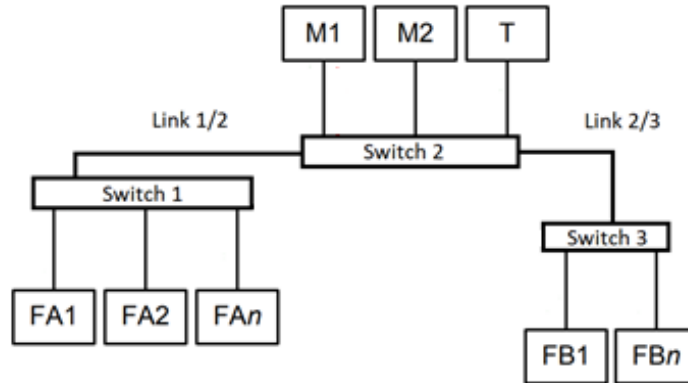 M1 M2 T
Link 1/2 Link 2/3
Switch 2
Switch 1
Switch 3
FA1 FA2 FAn
FB1 FBn